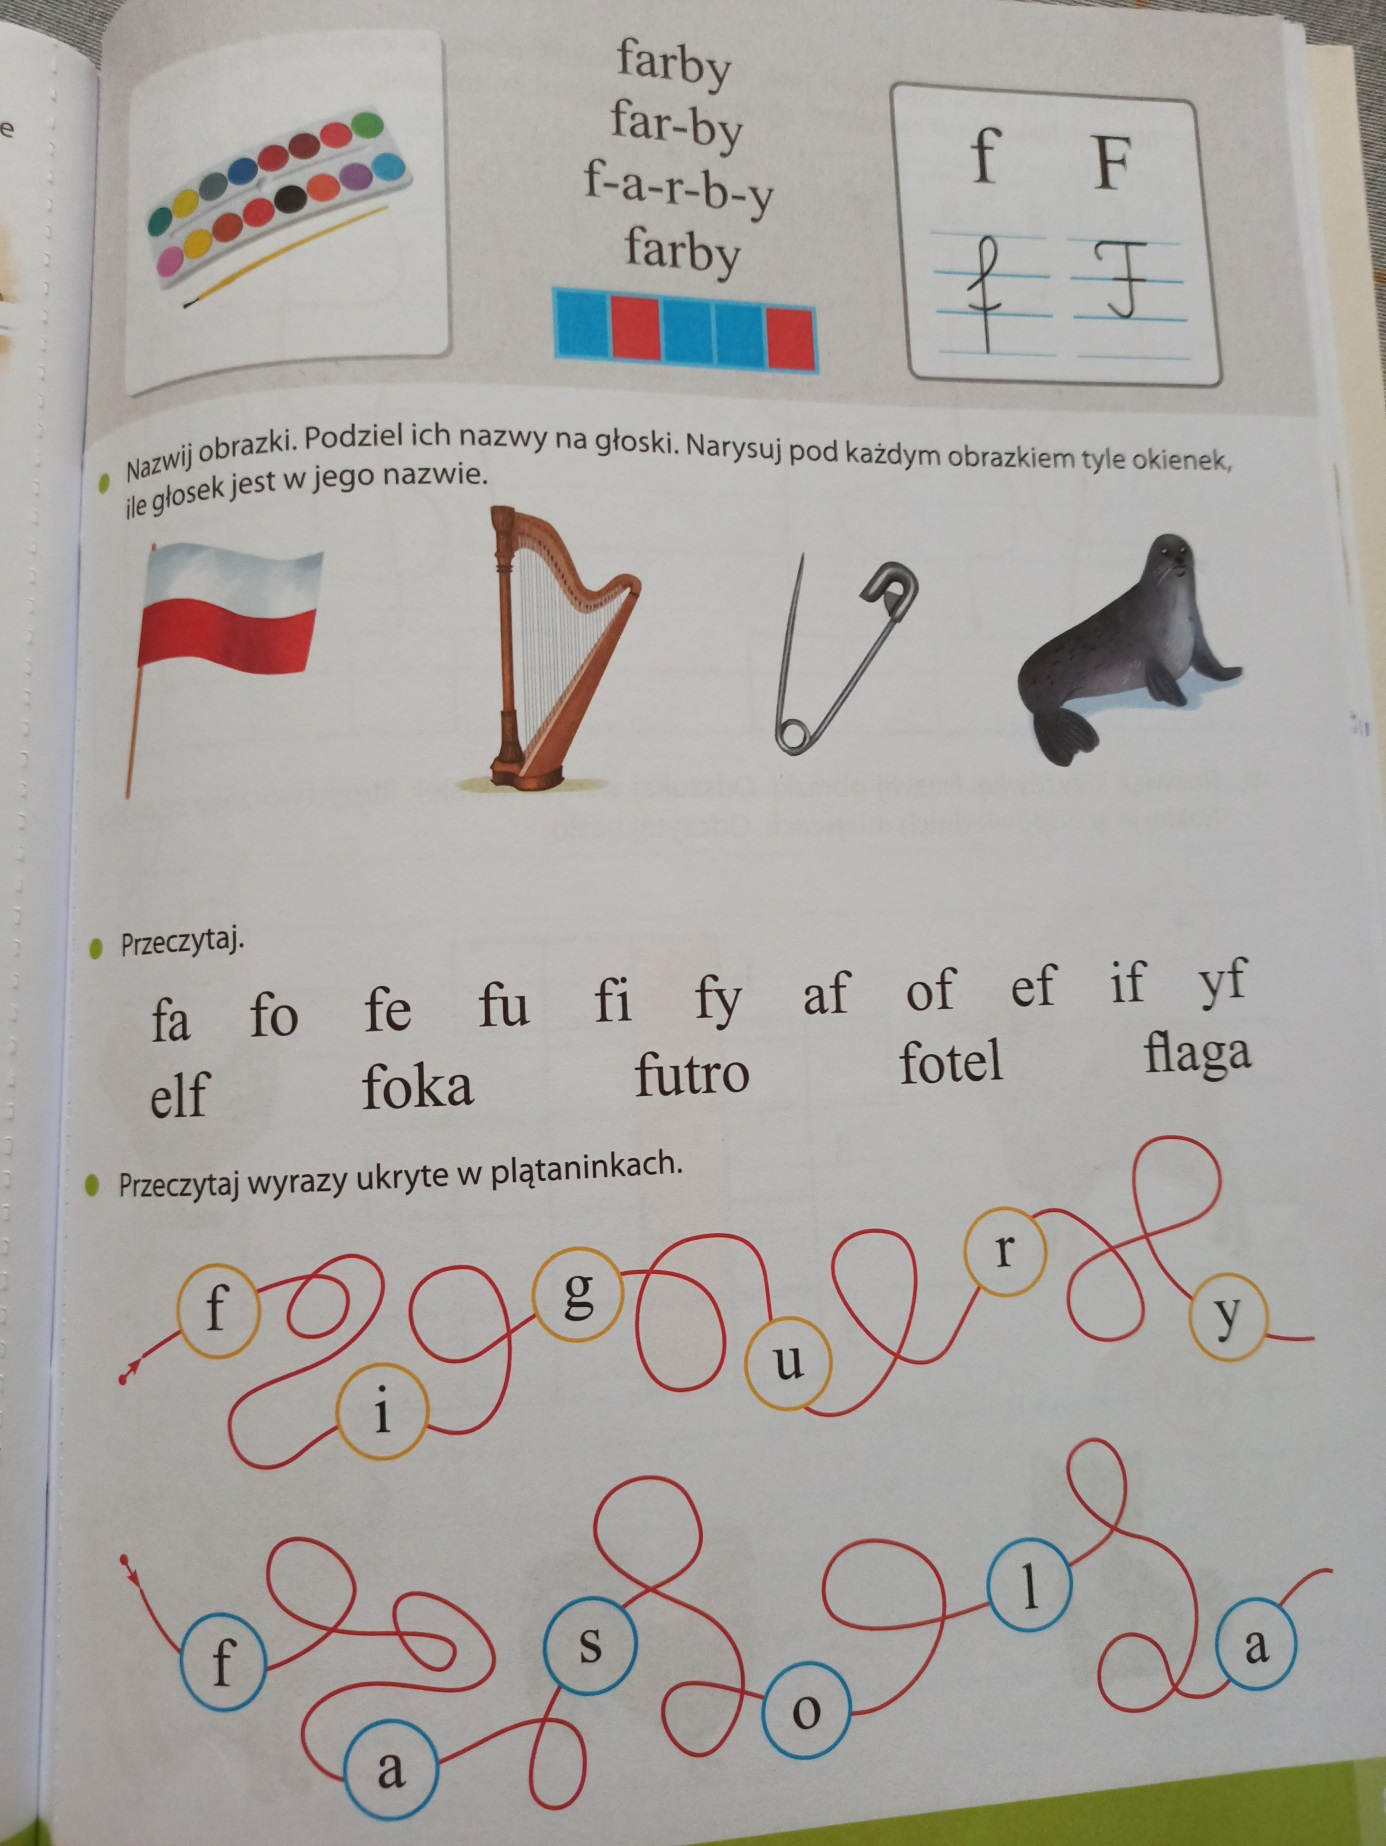 e
farby
far-by
f-a-r-b-y
farby
f F
f F
Nazwij obrazki. Podziel ich nazwy na głoski. Narysuj pod każdym obrazkiem tyle okienek,
ile głosek jest w jego nazwie.
Przeczytaj.
fa fo fe fu fi fy af of ef if yf
elf foka futro fotel flaga
Przeczytaj wyrazy ukryte w plątaninkach.
f i g u r y
f a s o l a